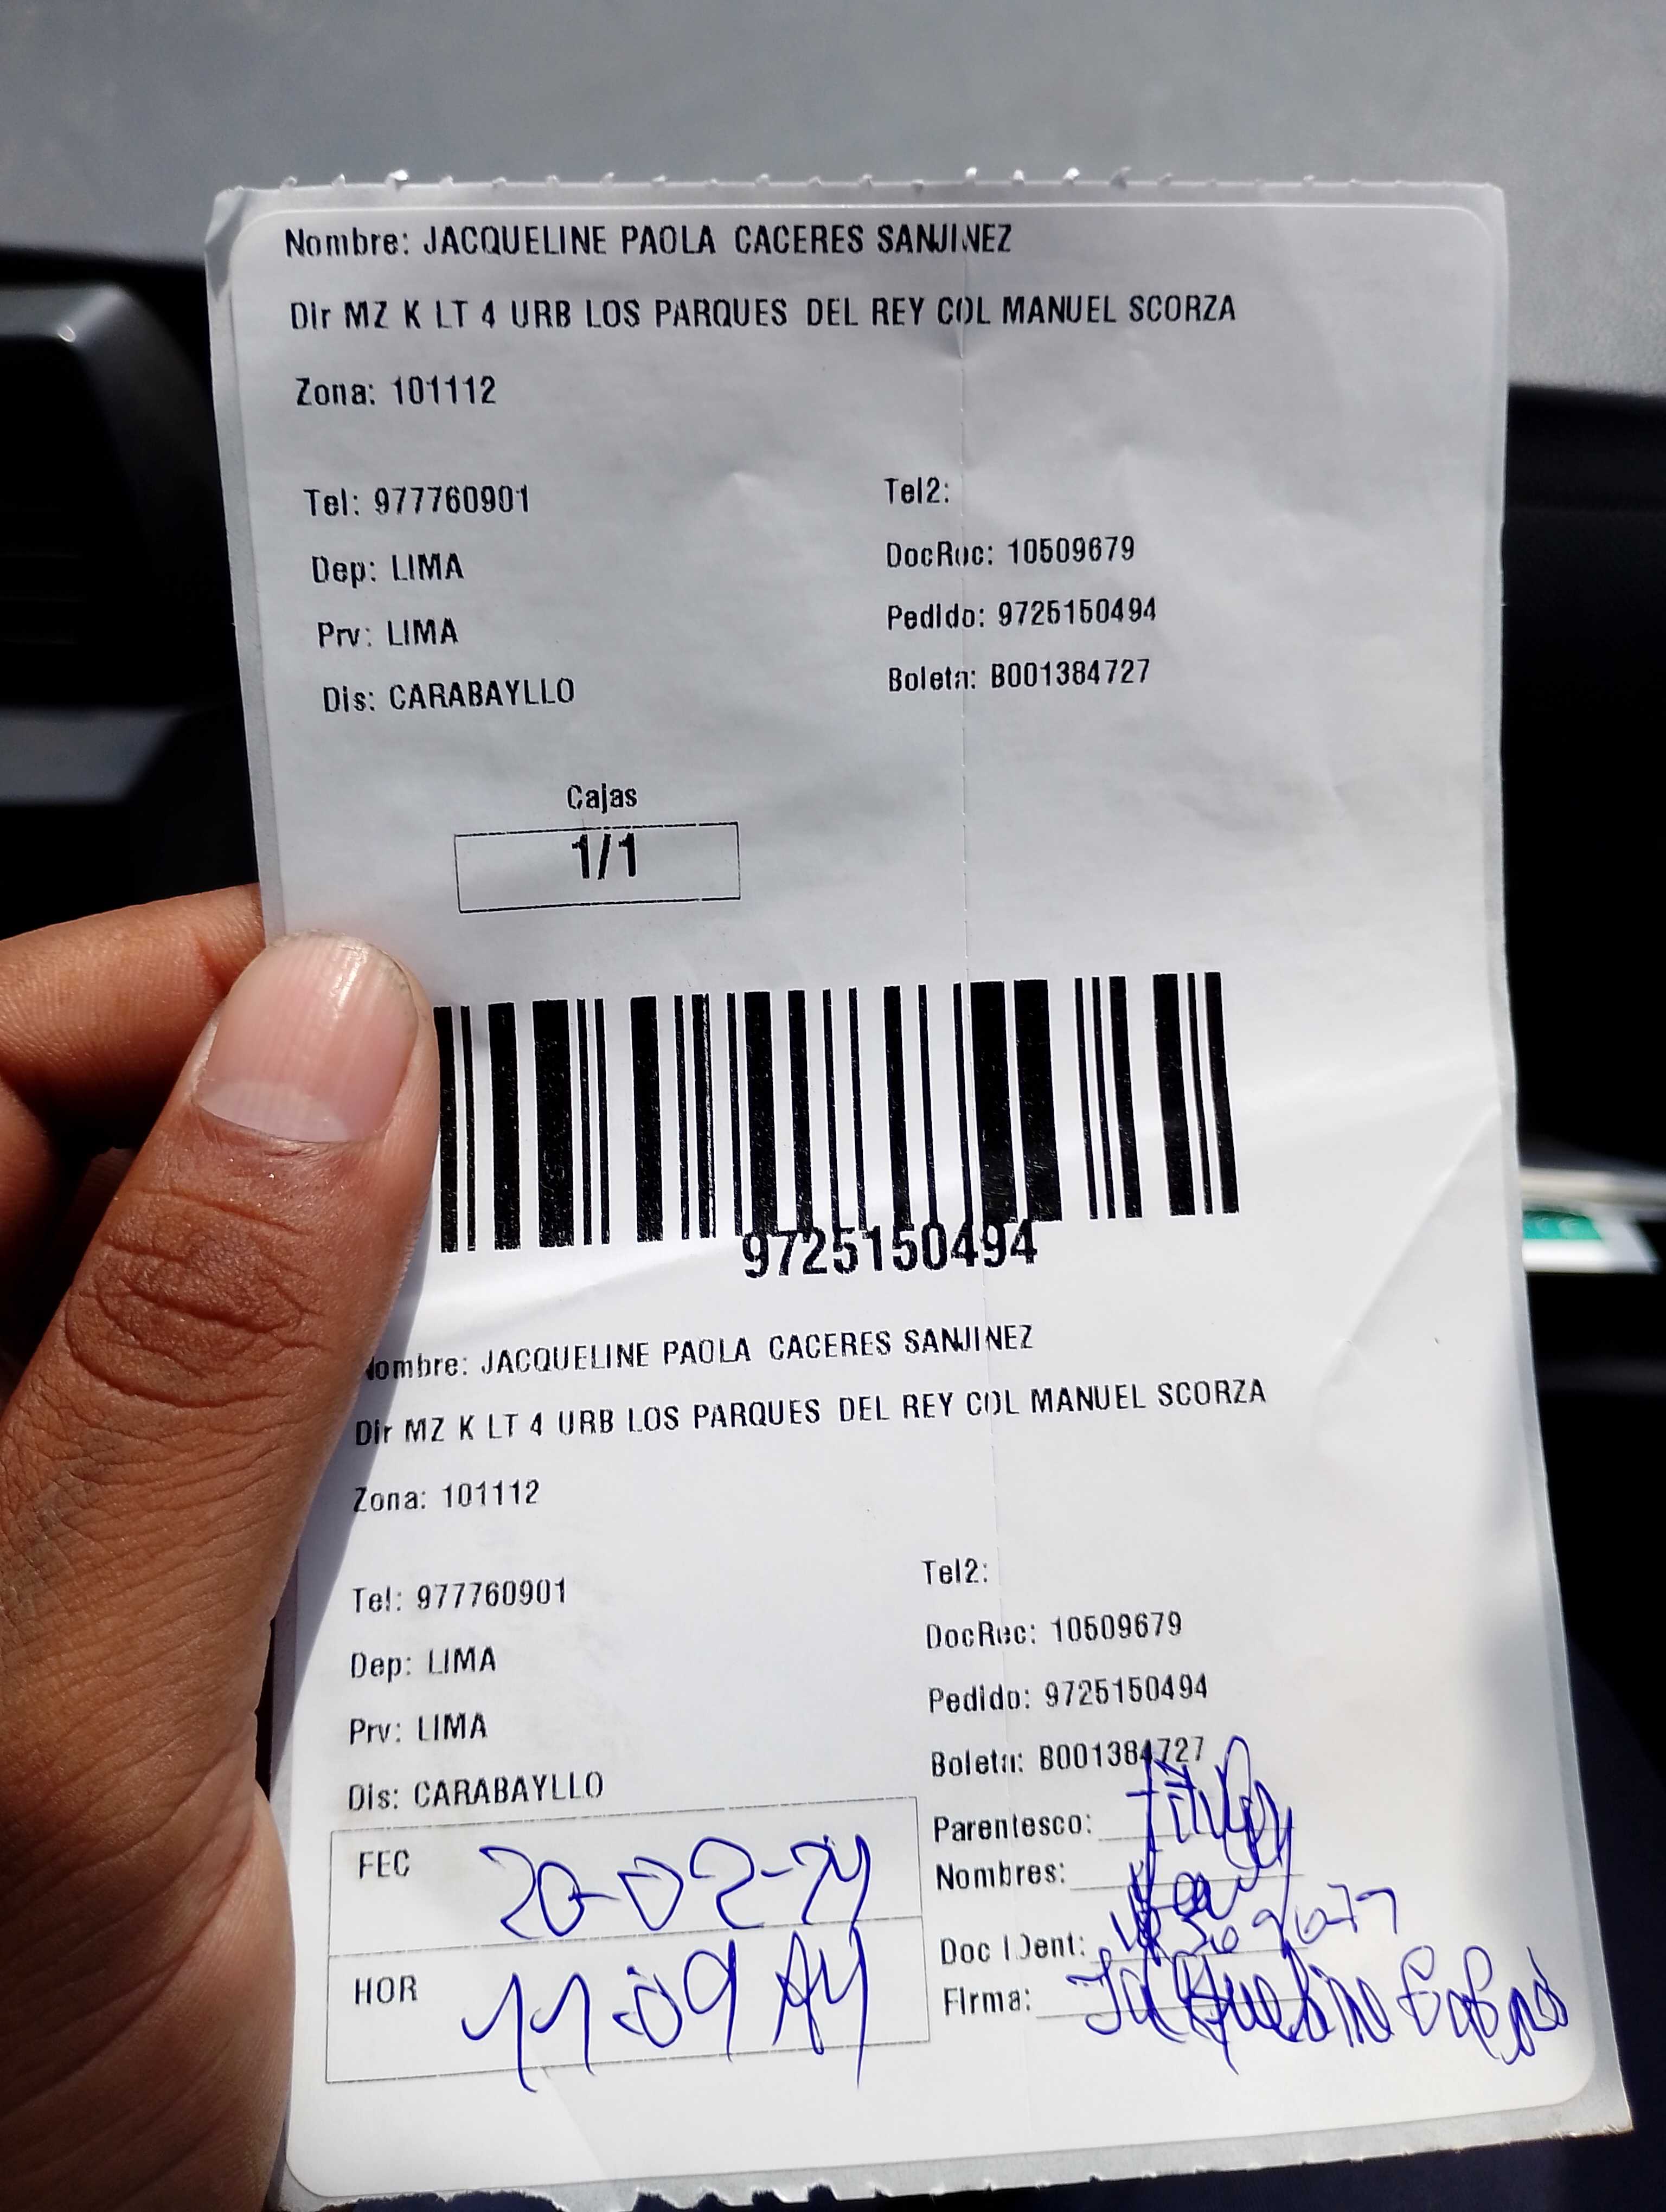 Nombre: JACQUELINE PAOLA CACERES SANJINEZ
Dir MZ K LT 4 URB LOS PARQUES DEL REY COL MANUEL SCORZA
Zona: 101112
Tel: 977760901
Tel2:
Dep: LIMA
DocRec: 10509679
Prv: LIMA
Pedido: 9725150494
Dis: CARABAYLLO
Boleta: B001384727
Cajas
1/1
9725150494
Nombre: JACQUELINE PAOLA CACERES SANJINEZ
Dir MZ K LT 4 URB LOS PARQUES DEL REY COL MANUEL SCORZA
Zona: 101112
Tel: 977760901
Tel2:
Dep: LIMA
DocRec: 10509679
Prv: LIMA
Pedido: 9725150494
Dis: CARABAYLLO
Boleta: B001384727
FEC 20-02-24
Parentesco:
Nombres:
HOR 11:09 AM
Doc IDent:
Firma: Jacqueline